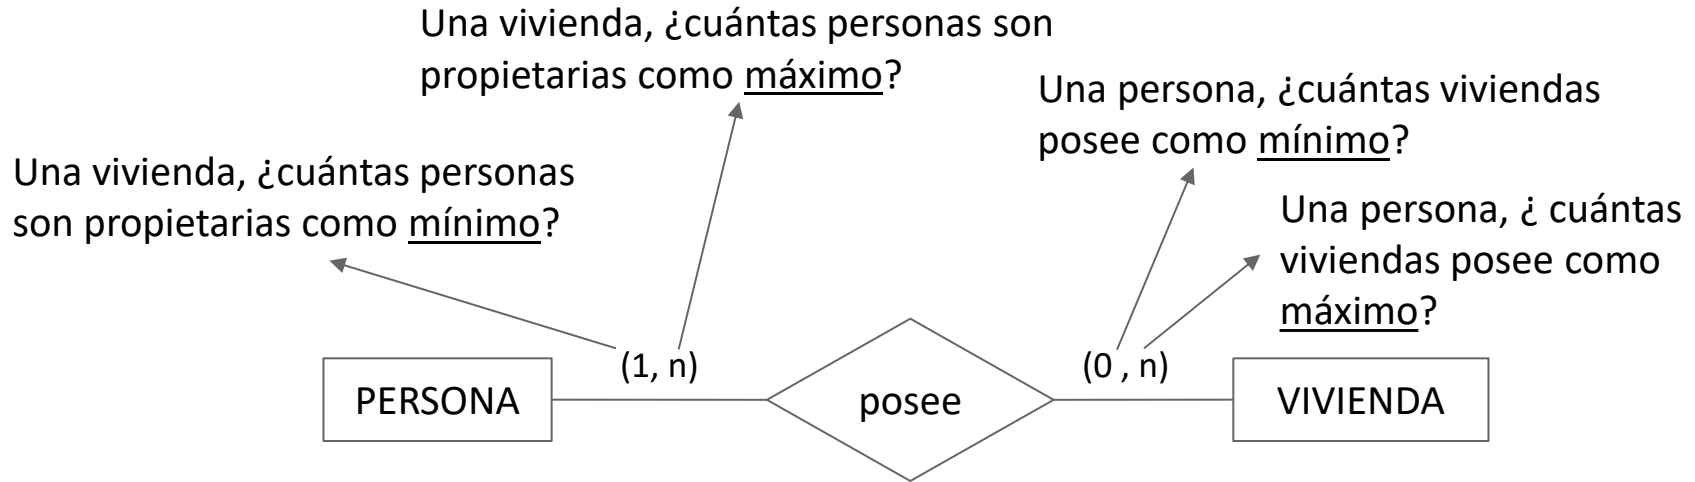 Una vivienda, ¿cuántas personas son
propietarias como máximo?
Una persona, ¿cuántas viviendas
posee como mínimo?
Una vivienda, ¿cuántas personas
son propietarias como mínimo?
Una persona, ¿ cuántas
viviendas posee como
máximo?
(1, n)
(0 , n)
PERSONA
posee
VIVIENDA